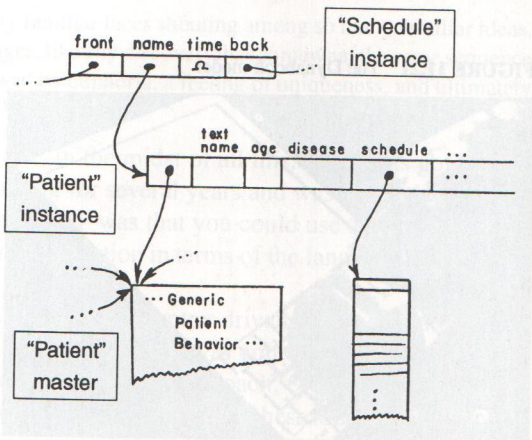 "Schedule"
instance
front name time back
Ω
text
name age disease schedule ...
"Patient"
instance
... Generic
Patient
Behavior ...
"Patient"
master